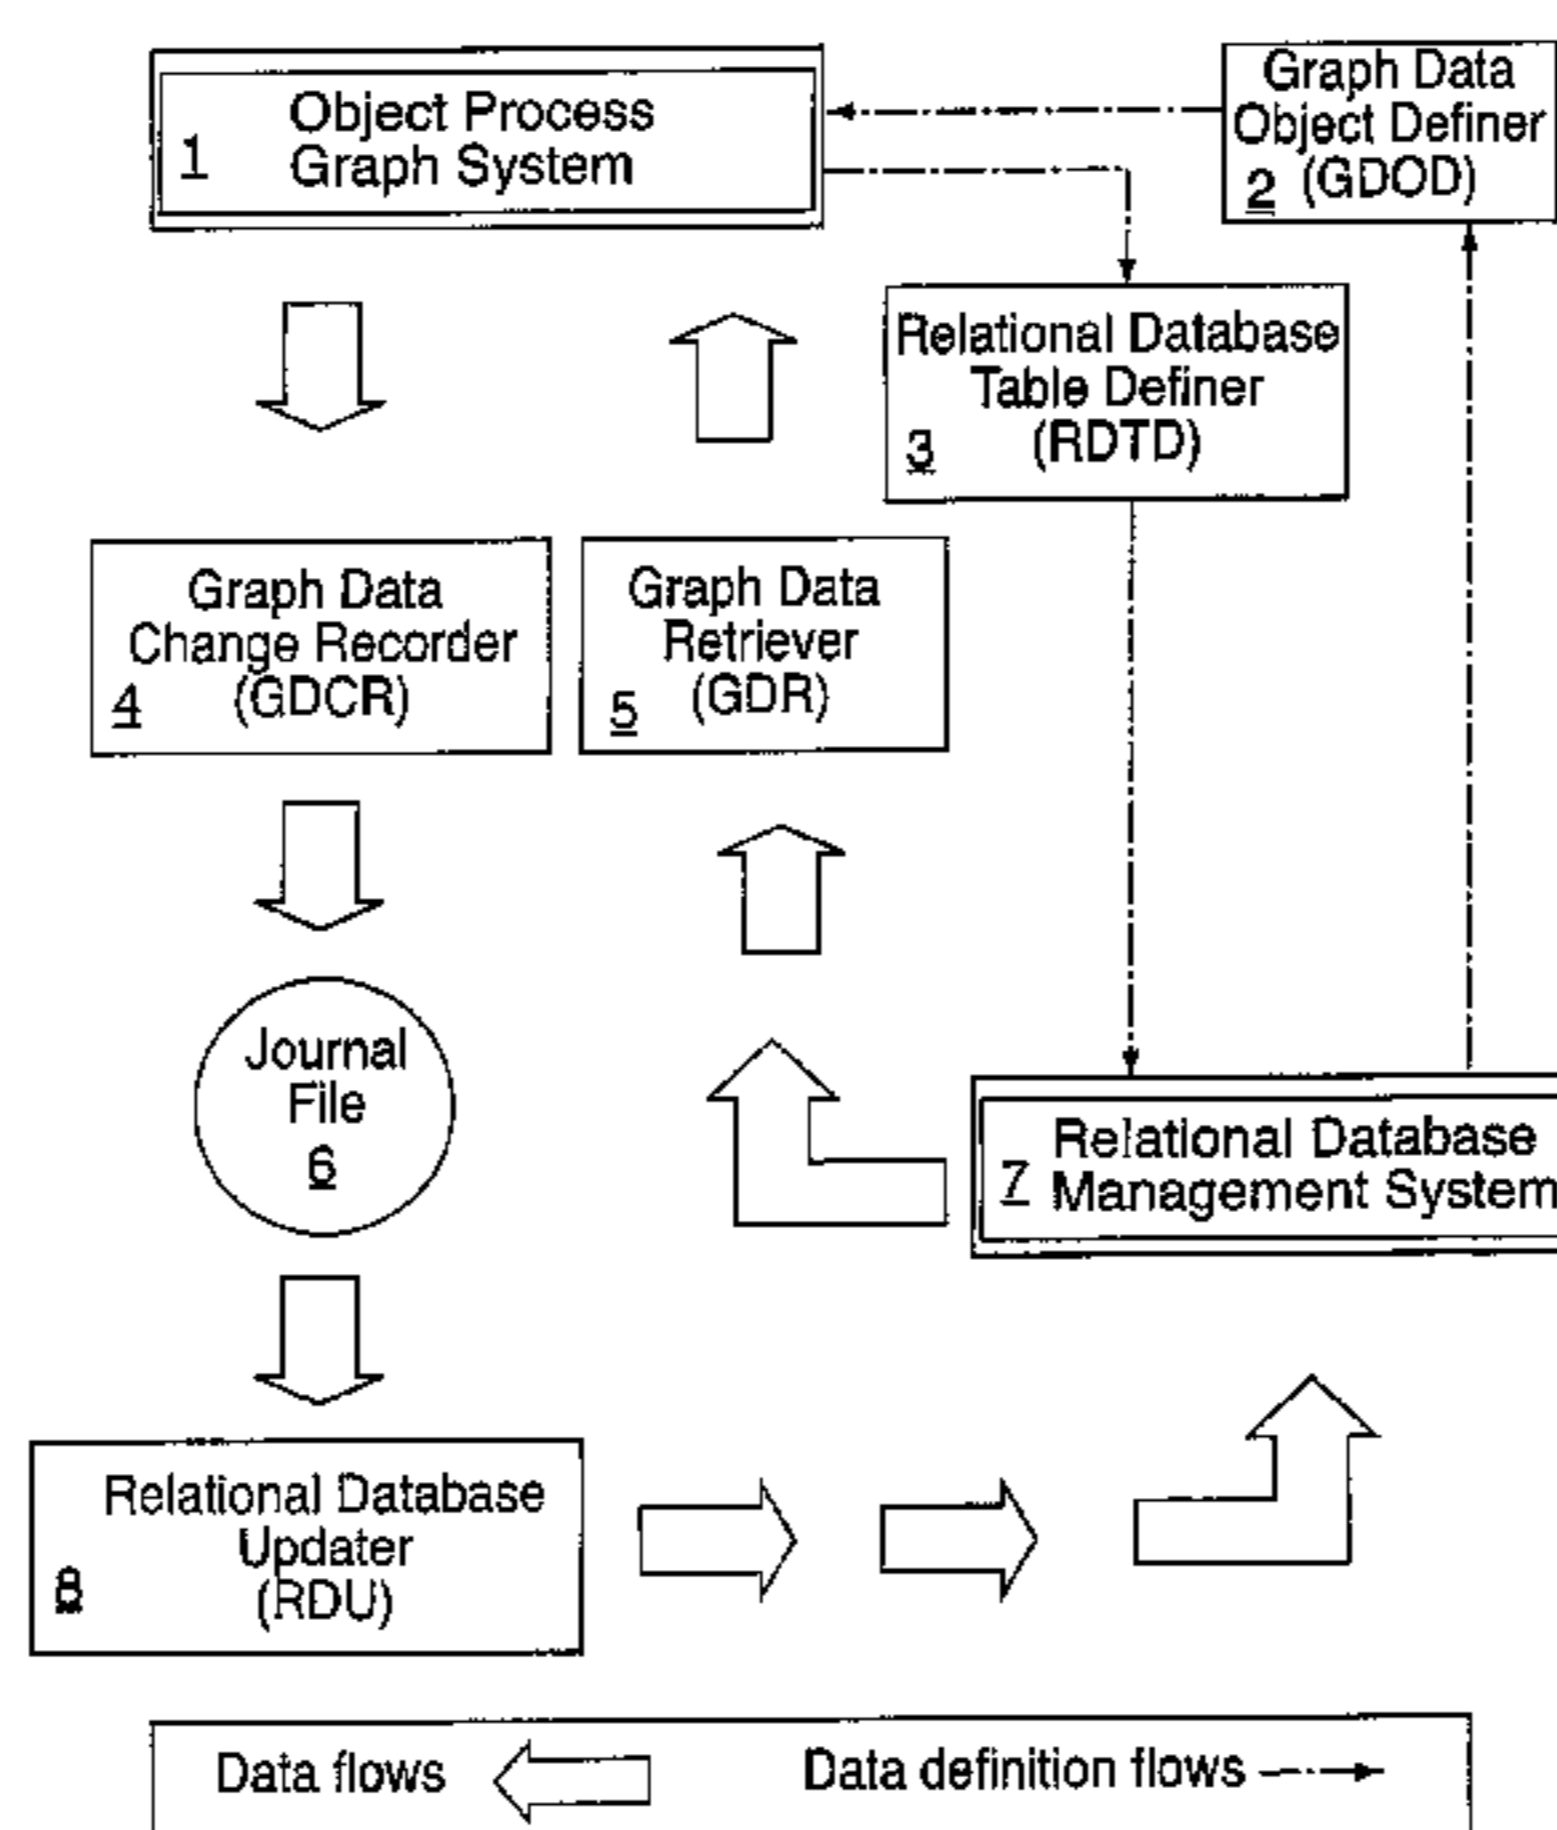 Object Process
Graph System
1
Graph Data
Object Definer
(GDOD)
2
Relational Database
Table Definer
(RDTD)
3
Graph Data
Change Recorder
(GDCR)
4
Graph Data
Retriever
(GDR)
5
Journal
File
6
Relational Database
Management System
7
Relational Database
Updater
(RDU)
8
Data flows
Data definition flows